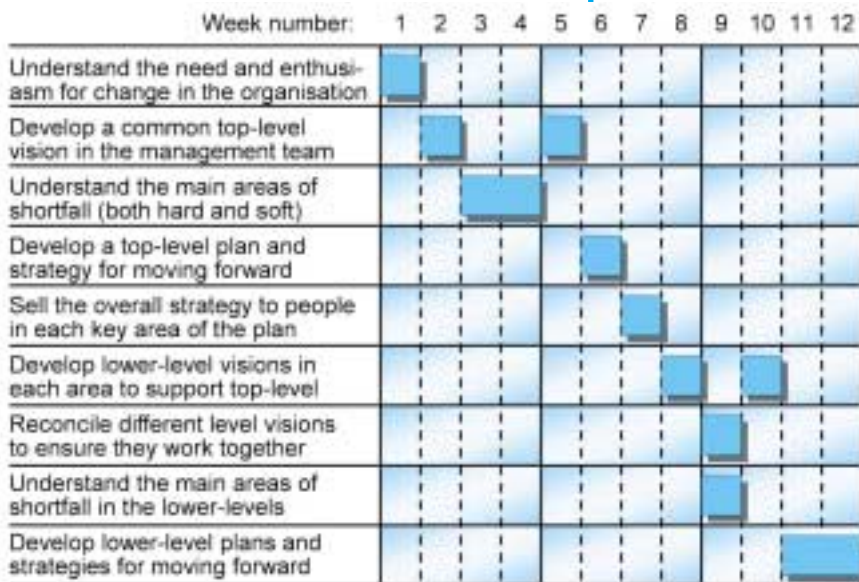 Week number: 1 2 3 4 5 6 7 8 9 10 11 12
Understand the need and enthusi-
asm for change in the organisation
Develop a common top-level
vision in the management team
Understand the main areas of
shortfall (both hard and soft)
Develop a top-level plan and
strategy for moving forward
Sell the overall strategy to people
in each key area of the plan
Develop lower-level visions in
each area to support top-level
Reconcile different level visions
to ensure they work together
Understand the main areas of
shortfall in the lower-levels
Develop lower-level plans and
strategies for moving forward